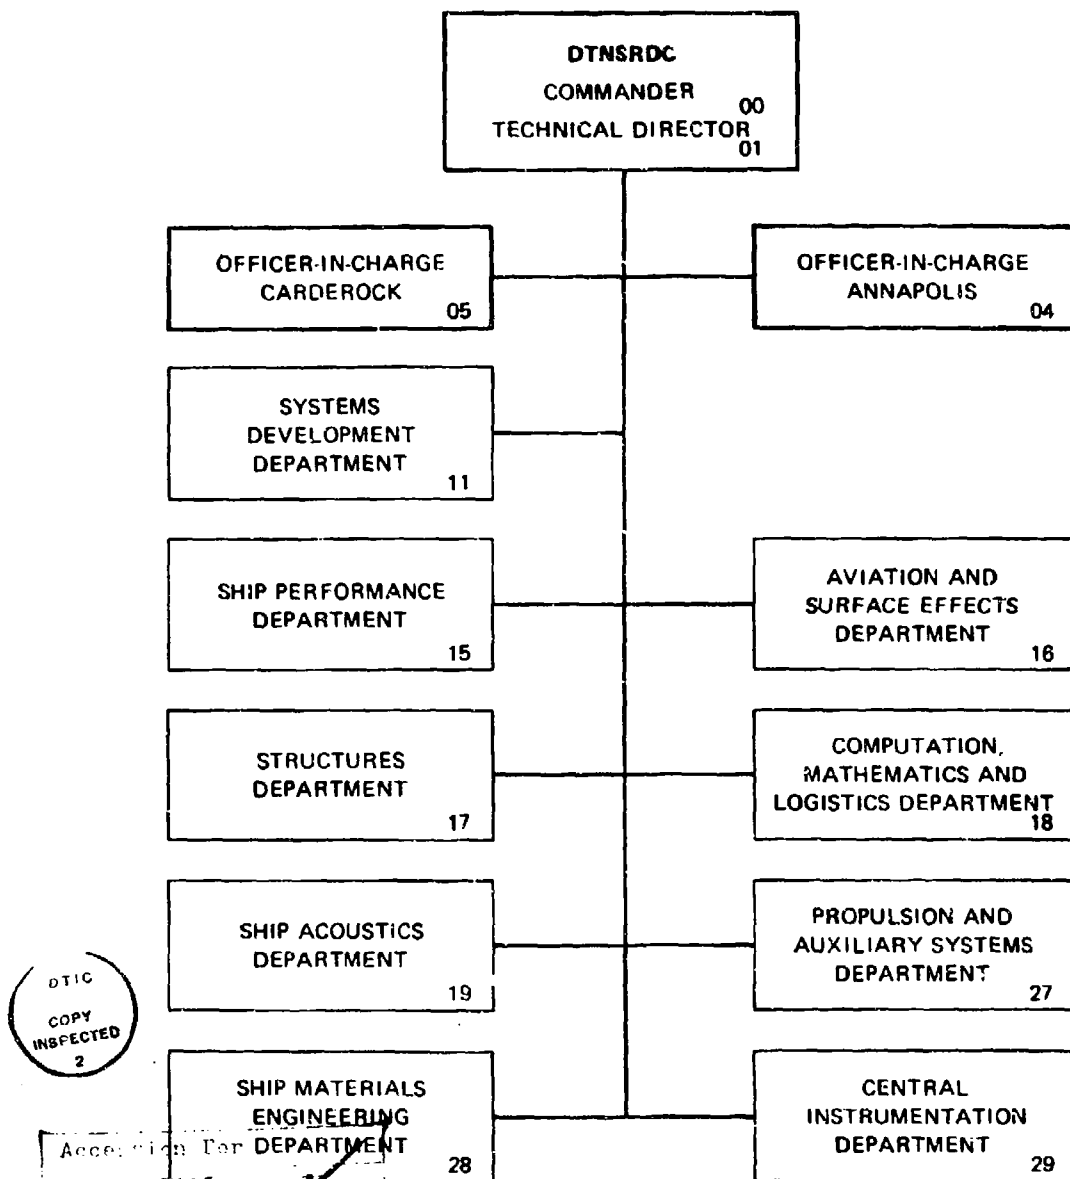 DTNSRDC
COMMANDER
00
TECHNICAL DIRECTOR
01
OFFICER-IN-CHARGE
CARDEROCK
05
OFFICER-IN-CHARGE
ANNAPOLIS
04
SYSTEMS
DEVELOPMENT
DEPARTMENT
11
SHIP PERFORMANCE
DEPARTMENT
15
AVIATION AND
SURFACE EFFECTS
DEPARTMENT
16
STRUCTURES
DEPARTMENT
17
COMPUTATION,
MATHEMATICS AND
LOGISTICS DEPARTMENT
18
SHIP ACOUSTICS
DEPARTMENT
19
PROPULSION AND
AUXILIARY SYSTEMS
DEPARTMENT
27
DTIC
COPY
INSPECTED
2
SHIP MATERIALS
ENGINEERING
DEPARTMENT
28
CENTRAL
INSTRUMENTATION
DEPARTMENT
29
Accession For